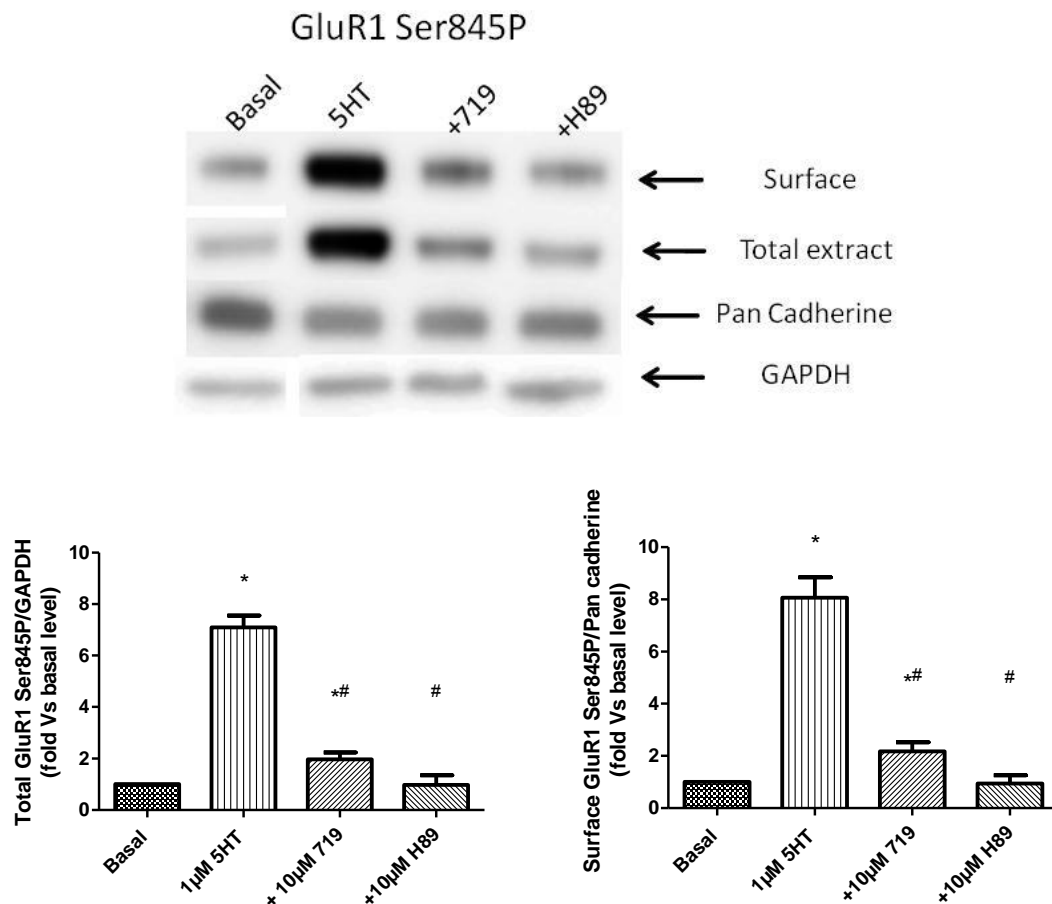 GluR1 Ser845P
Basal
5HT
+719
+H89
Surface
Total extract
Pan Cadherine
GAPDH
Total GluR1 Ser845P/GAPDH
(fold Vs basal level)
10
8
6
4
2
0
*
*#
#
Basal
1µM 5HT
+ 10µM 719
+10µM H89
Surface GluR1 Ser845P/Pan cadherine
(fold Vs basal level)
10
8
6
4
2
0
*
*#
#
Basal
1µM 5HT
+10µM 719
+10µM H89